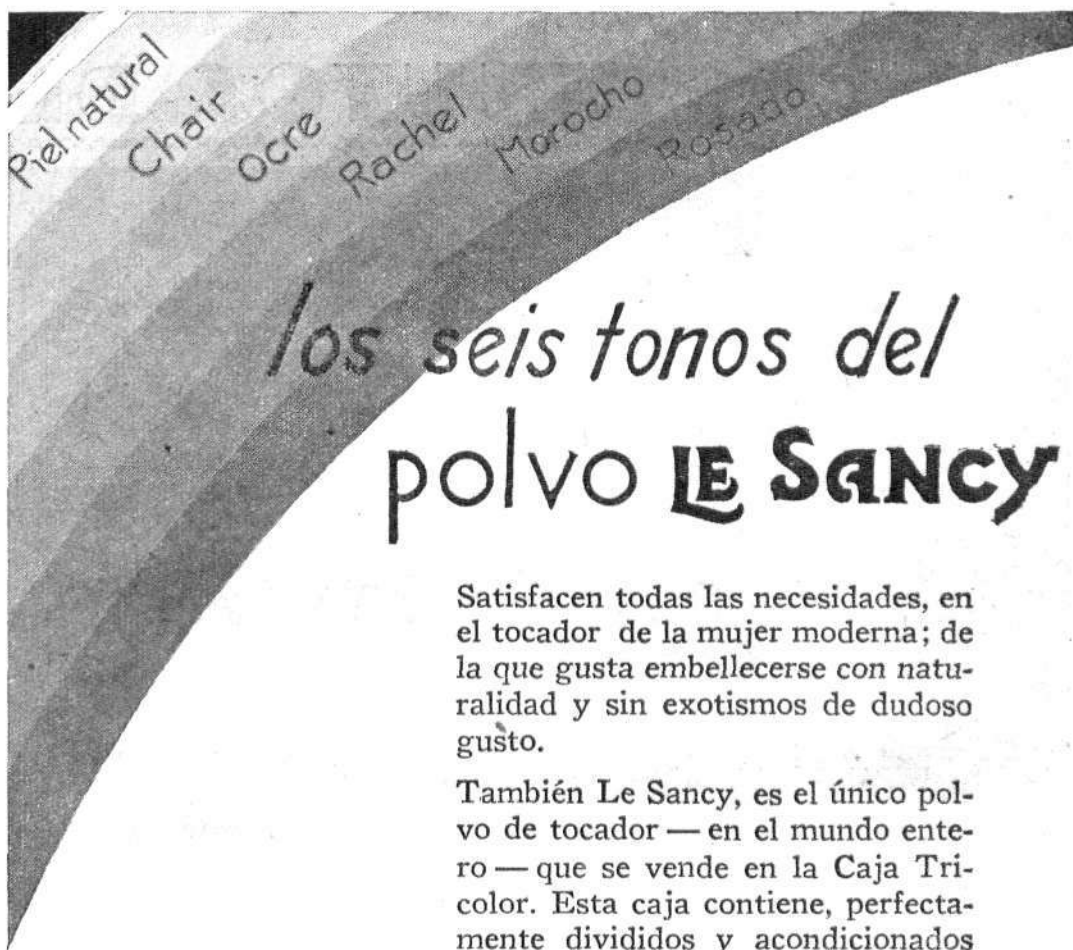 Piel natural
Chair
Ocre
Rachel
Morocho
Rosado
los seis tonos del
polvo LE SANCY
Satisfacen todas las necesidades, en
el tocador de la mujer moderna; de
la que gusta embellecerse con natu-
ralidad y sin exotismos de dudoso
gusto.
También Le Sancy, es el único pol-
vo de tocador — en el mundo ente-
ro — que se vende en la Caja Tri-
color. Esta caja contiene, perfecta-
mente divididos y acondicionados